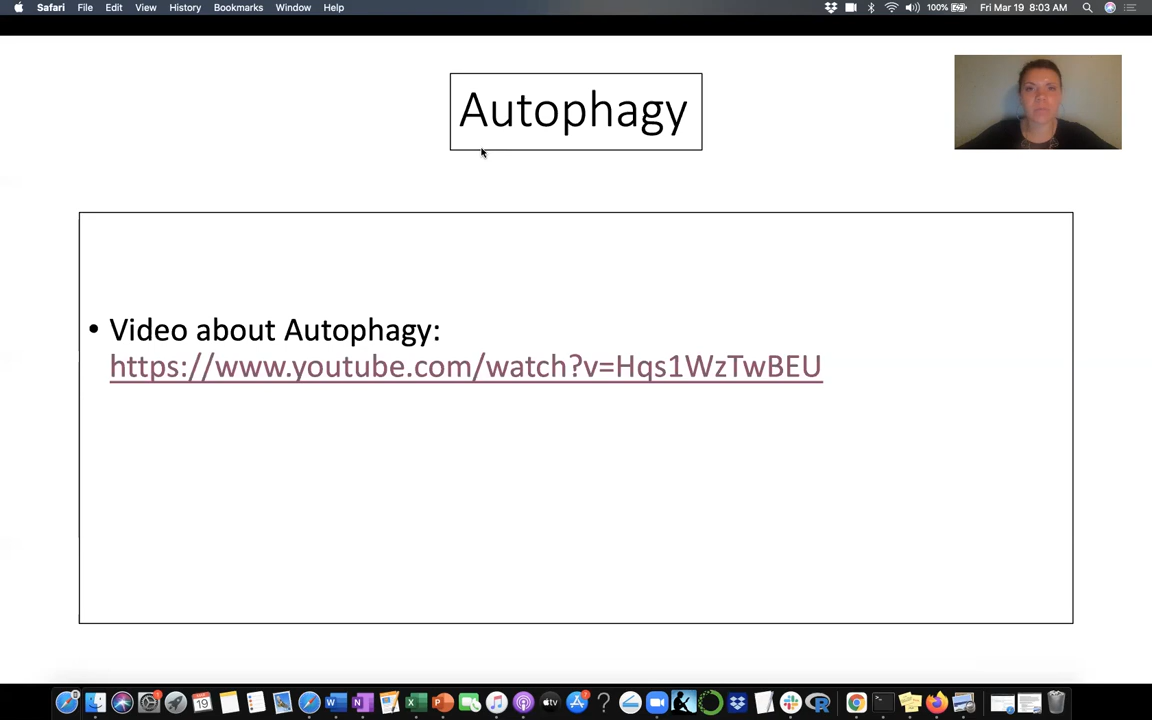 Safari File Edit View History Bookmarks Window Help 100% Fri Mar 19 8:03 AM
Autophagy
• Video about Autophagy:
https://www.youtube.com/watch?v=Hqs1WzTwBEU